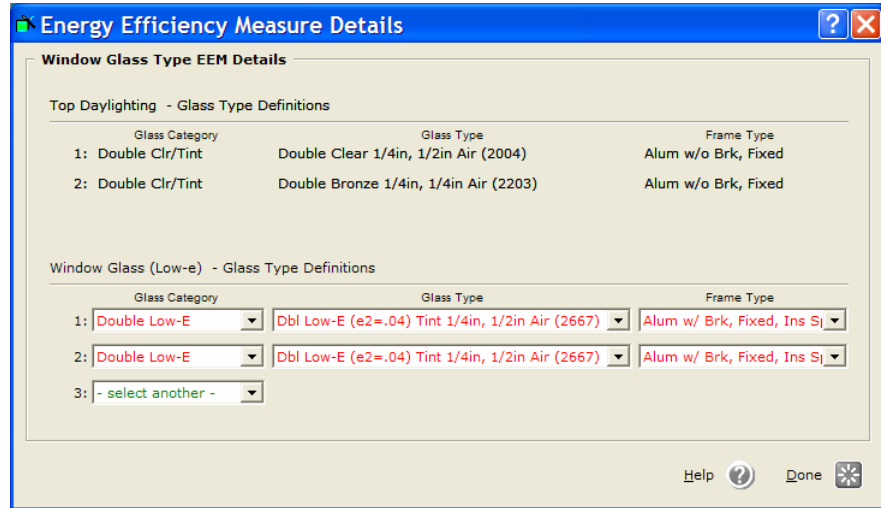 Energy Efficiency Measure Details
Window Glass Type EEM Details
Top Daylighting - Glass Type Definitions
Glass Category Glass Type Frame Type
1: Double Clr/Tint Double Clear 1/4in, 1/2in Air (2004) Alum w/o Brk, Fixed
2: Double Clr/Tint Double Bronze 1/4in, 1/4in Air (2203) Alum w/o Brk, Fixed
Window Glass (Low-e) - Glass Type Definitions
Glass Category Glass Type Frame Type
1: Double Low-E Dbl Low-E (e2=.04) Tint 1/4in, 1/2in Air (2667) Alum w/ Brk, Fixed, Ins
2: Double Low-E Dbl Low-E (e2=.04) Tint 1/4in, 1/2in Air (2667) Alum w/ Brk, Fixed, Ins
3: - select another -
Help Done